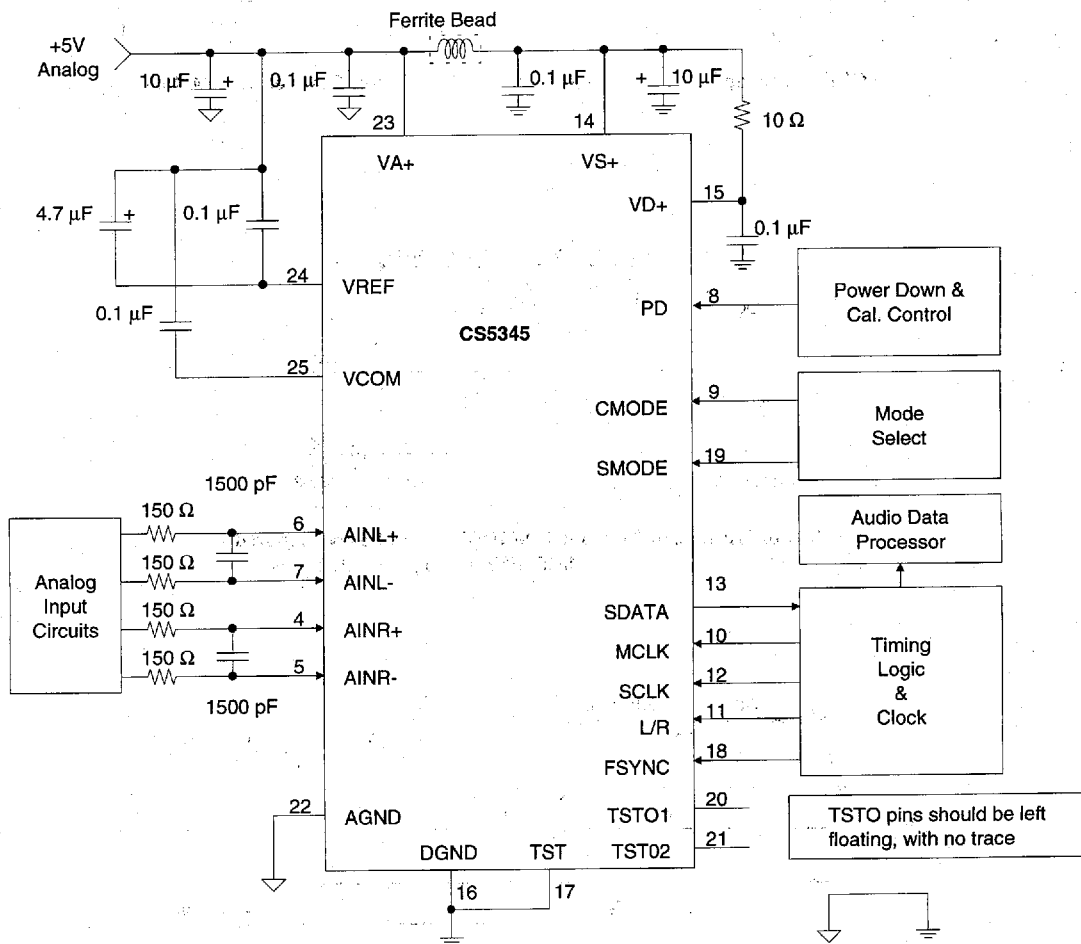 Ferrite Bead
+5V
Analog
10 µF
+
0.1 µF
0.1 µF
+
10 µF
10 Ω
23
14
VA+
VS+
VD+
15
0.1 µF
4.7 µF
+
0.1 µF
24
VREF
0.1 µF
25
VCOM
CS5345
PD
8
Power Down &
Cal. Control
CMODE
9
SMODE
19
Mode
Select
1500 pF
150 Ω
6
AINL+
150 Ω
7
AINL-
150 Ω
4
AINR+
150 Ω
5
AINR-
1500 pF
Analog
Input
Circuits
Audio Data
Processor
SDATA
13
MCLK
10
SCLK
12
L/R
11
FSYNC
18
Timing
Logic
&
Clock
22
AGND
TSTO1
20
TST02
21
DGND
TST
16
17
TSTO pins should be left
floating, with no trace